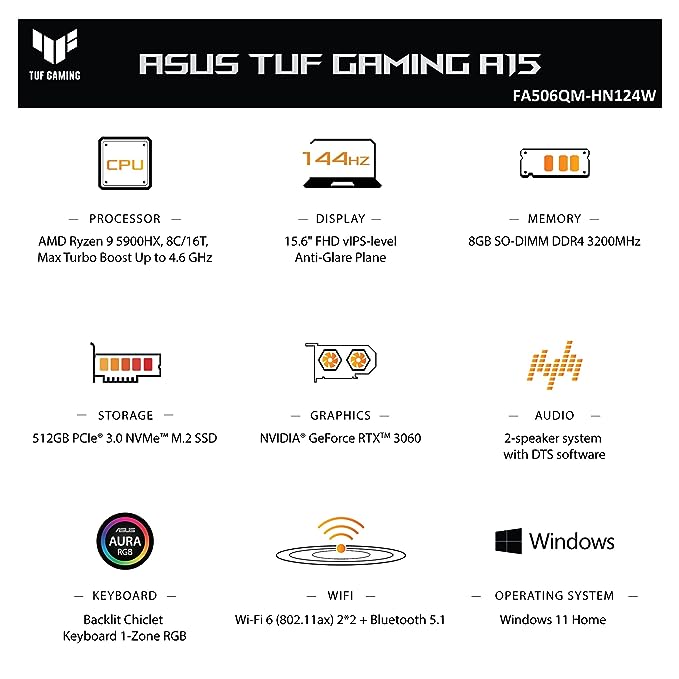 TUF GAMING
ASUS TUF GAMING A15
FA506QM-HN124W
CPU
144HZ
— PROCESSOR —
— DISPLAY —
— MEMORY —
AMD Ryzen 9 5900HX, 8C/16T,
Max Turbo Boost Up to 4.6 GHz
15.6" FHD vIPS-level
Anti-Glare Plane
8GB SO-DIMM DDR4 3200MHz
— STORAGE —
— GRAPHICS —
— AUDIO —
512GB PCIe® 3.0 NVMe™ M.2 SSD
NVIDIA® GeForce RTX™ 3060
2-speaker system
with DTS software
ASUS
AURA
RGB
Windows
— KEYBOARD —
— WIFI —
— OPERATING SYSTEM —
Backlit Chiclet
Keyboard 1-Zone RGB
Wi-Fi 6 (802.11ax) 2*2 + Bluetooth 5.1
Windows 11 Home